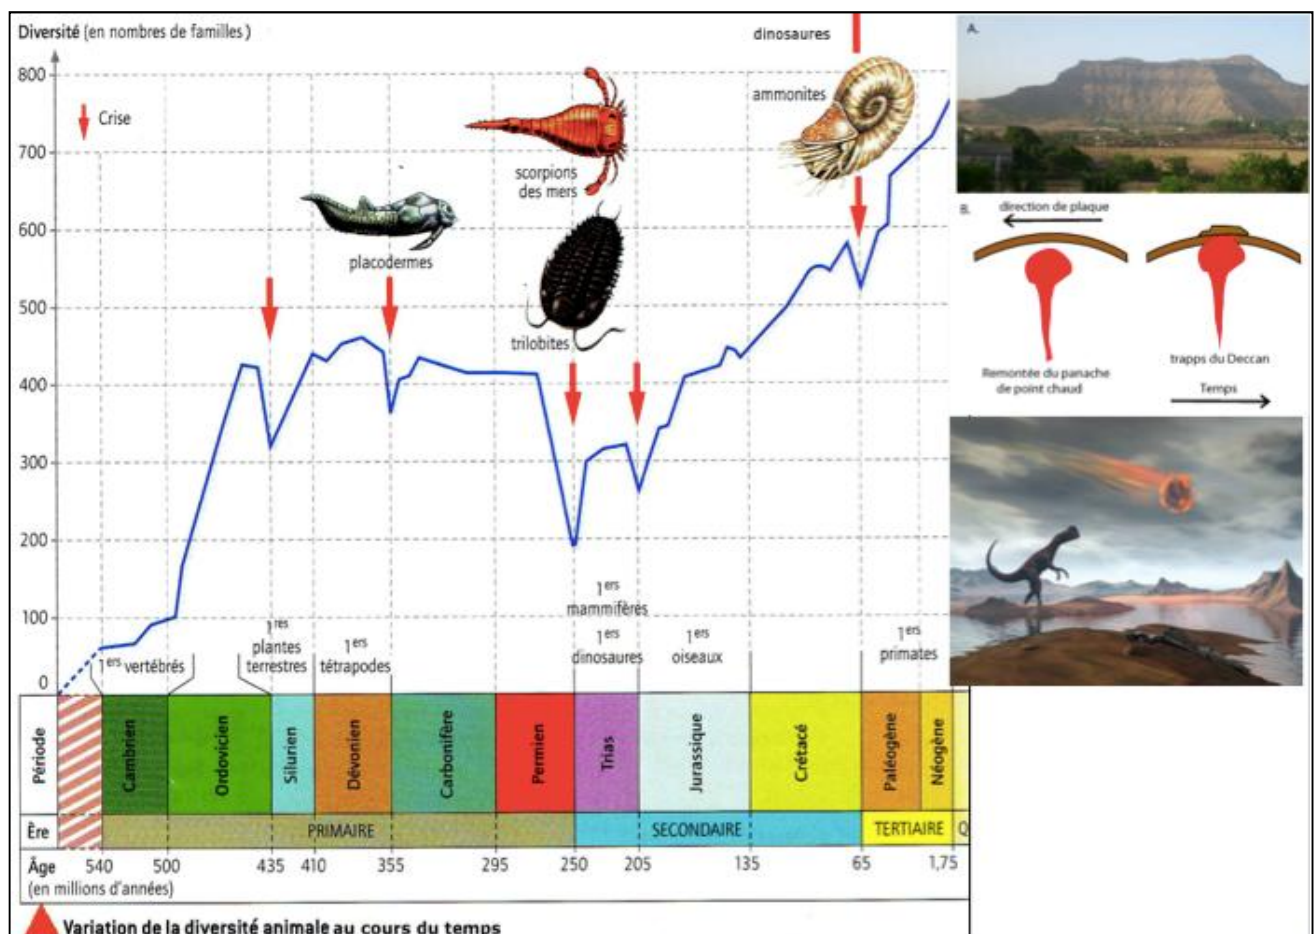 Diversité (en nombres de familles)
800
700
600
500
400
300
200
100
0
Crise
placodermes
scorpions
des mers
trilobites
dinosaures
ammonites
1ers vertébrés
1res
plantes
terrestres
1ers
tétrapodes
1ers
mammifères
1ers
dinosaures
1ers
oiseaux
1ers
primates
Période
Cambrien
Ordovicien
Silurien
Dévonien
Carbonifère
Permien
Trias
Jurassique
Crétacé
Paléogène
Néogène
Ère
PRIMAIRE
SECONDAIRE
TERTIAIRE
Q
Âge
(en millions d'années)
540
500
435
410
355
295
250
205
135
65
1,75
Variation de la diversité animale au cours du temps
A.
B.
direction de plaque
Remontée du panache
de point chaud
trapps du Deccan
Temps